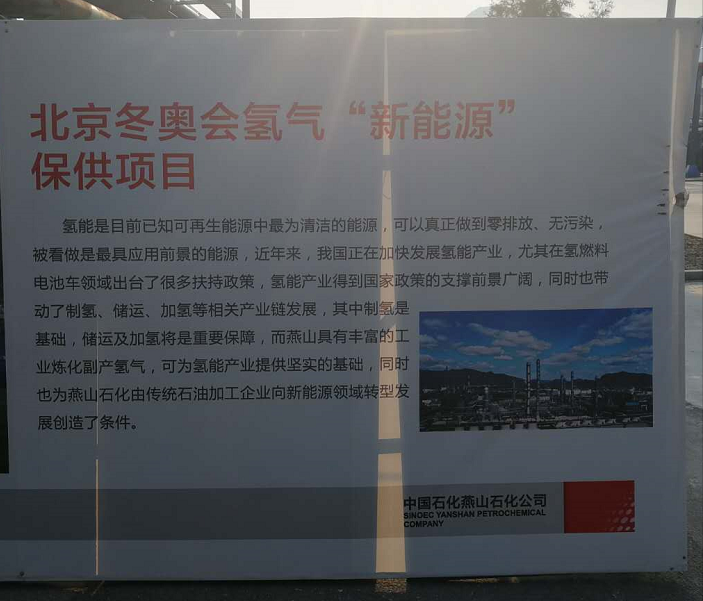 北京冬奥会氢气“新能源”
保供项目
氢能是目前已知可再生能源中最为清洁的能源，可以真正做到零排放、无污染，
被看做是最具应用前景的能源，近年来，我国正在加快发展氢能产业，尤其在氢燃料
电池车领域出台了很多扶持政策，氢能产业得到国家政策的支撑前景广阔，同时也带
动了制氢、储运、加氢等相关产业链发展，其中制氢是
基础，储运及加氢将是重要保障，而燕山具有丰富的工
业炼化副产氢气，可为氢能产业提供坚实的基础，同时
也为燕山石化由传统石油加工企业向新能源领域转型发
展创造了条件。
中国石化燕山石化公司
SINOEC YANSHAN PETROCHEMICAL
COMPANY